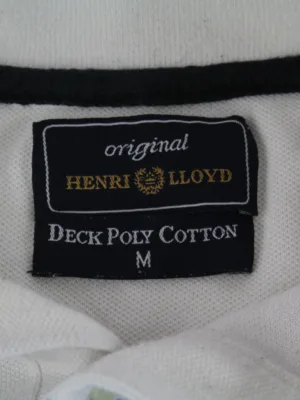 original
HENRI LLOYD
DECK POLY COTTON
M